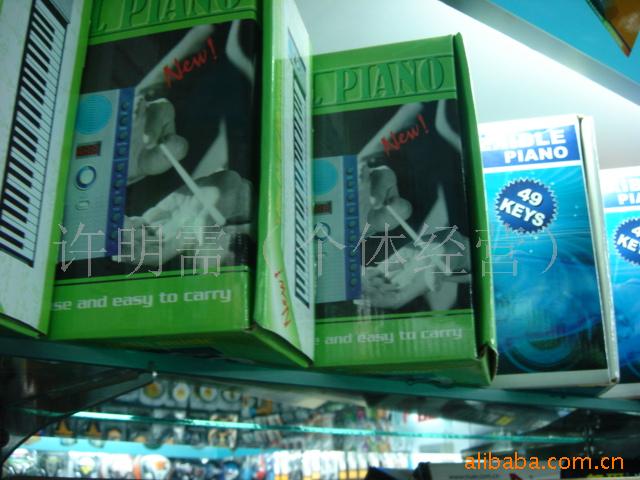 PIANO
New!
PIANO
New!
PIANO
49
KEYS
许明需（个体经营）
and easy to carry
New!
and easy to carry
alibaba.com.cn